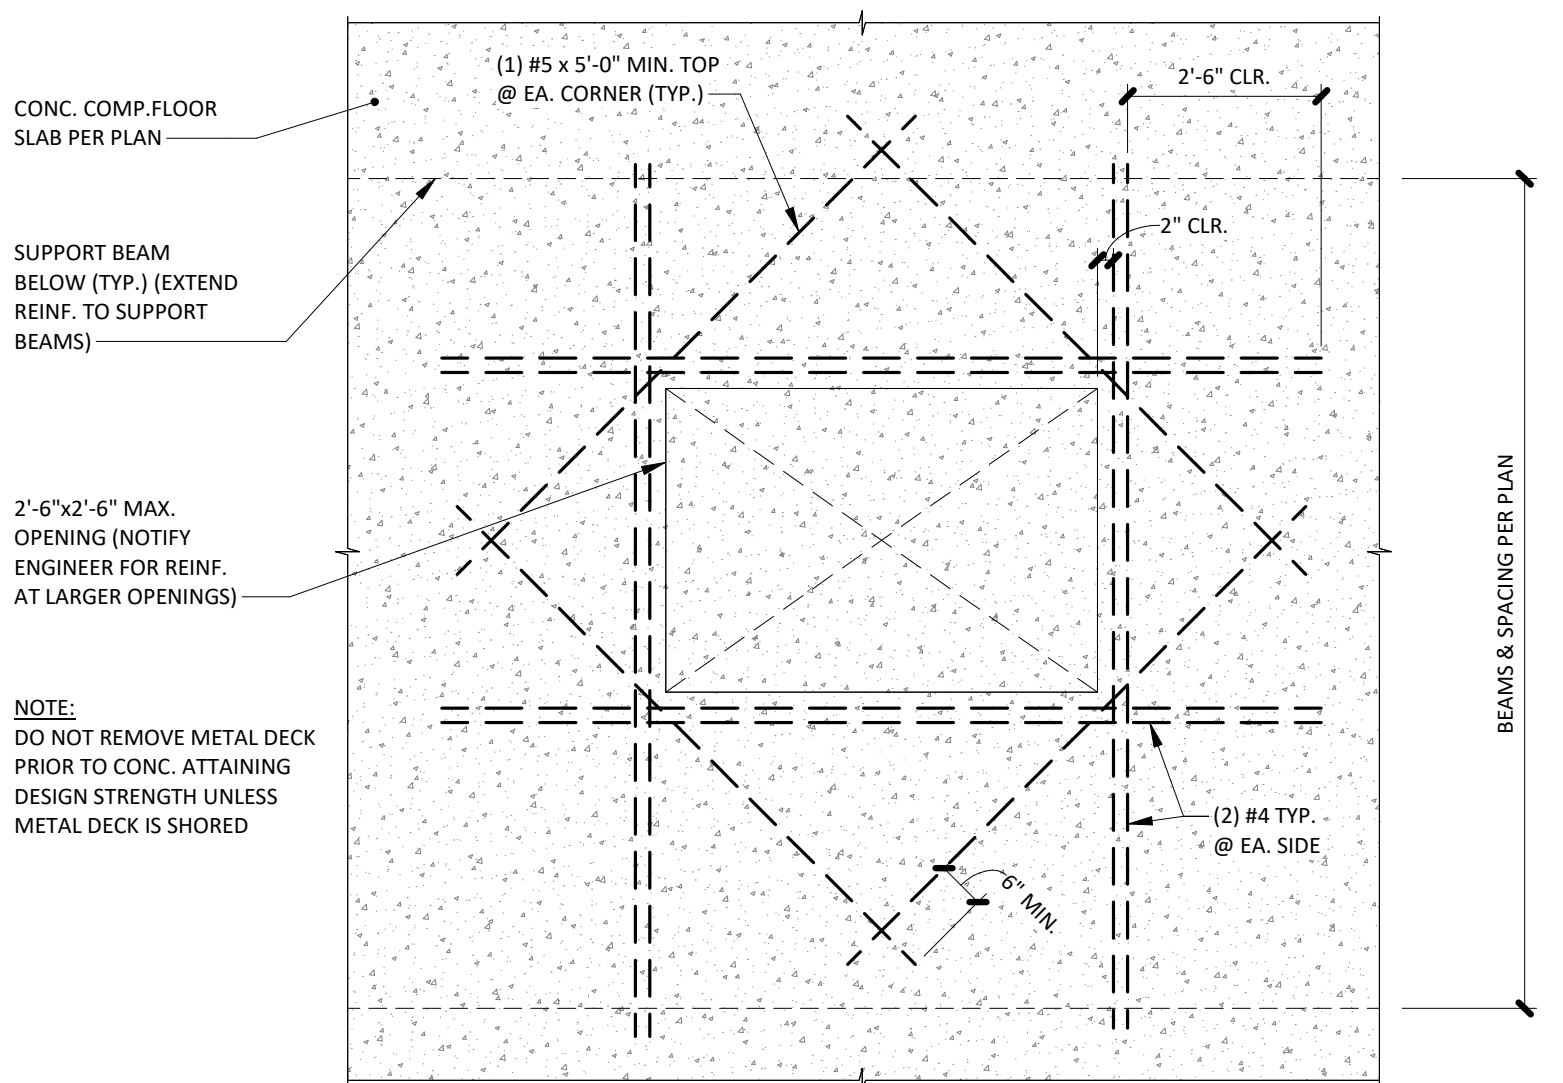 (1) #5 x 5'-0" MIN. TOP
@ EA. CORNER (TYP.)
2'-6" CLR.
CONC. COMP.FLOOR
SLAB PER PLAN
2" CLR.
SUPPORT BEAM
BELOW (TYP.) (EXTEND
REINF. TO SUPPORT
BEAMS)
2'-6"x2'-6" MAX.
OPENING (NOTIFY
ENGINEER FOR REINF.
AT LARGER OPENINGS)
BEAMS & SPACING PER PLAN
NOTE:
DO NOT REMOVE METAL DECK
PRIOR TO CONC. ATTAINING
DESIGN STRENGTH UNLESS
METAL DECK IS SHORED
(2) #4 TYP.
@ EA. SIDE
6" MIN.